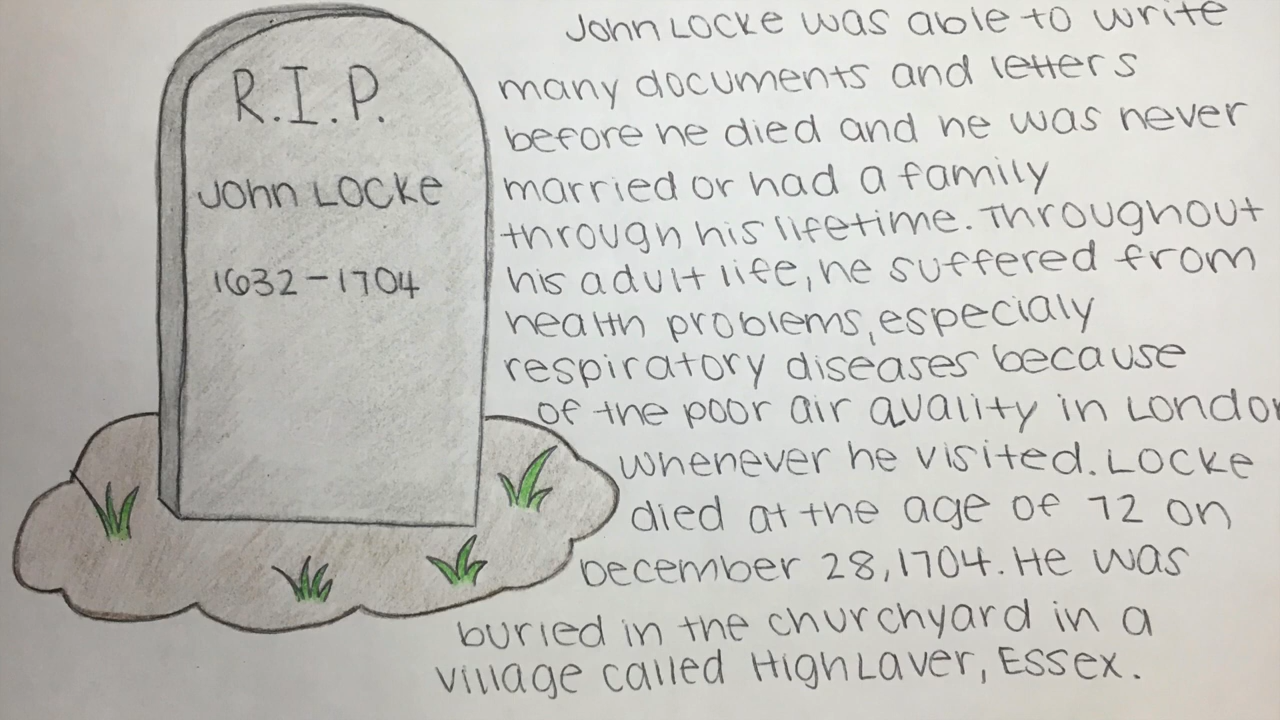 R.I.P.
John Locke
1632-1704
John Locke was able to write
many documents and letters
before he died and he was never
married or had a family
through his lifetime. Throughout
his adult life, he suffered from
health problems, especialy
respiratory diseases because
of the poor air quality in London
whenever he visited. Locke
died at the age of 72 on
December 28, 1704. He was
buried in the churchyard in a
village called High Laver, Essex.